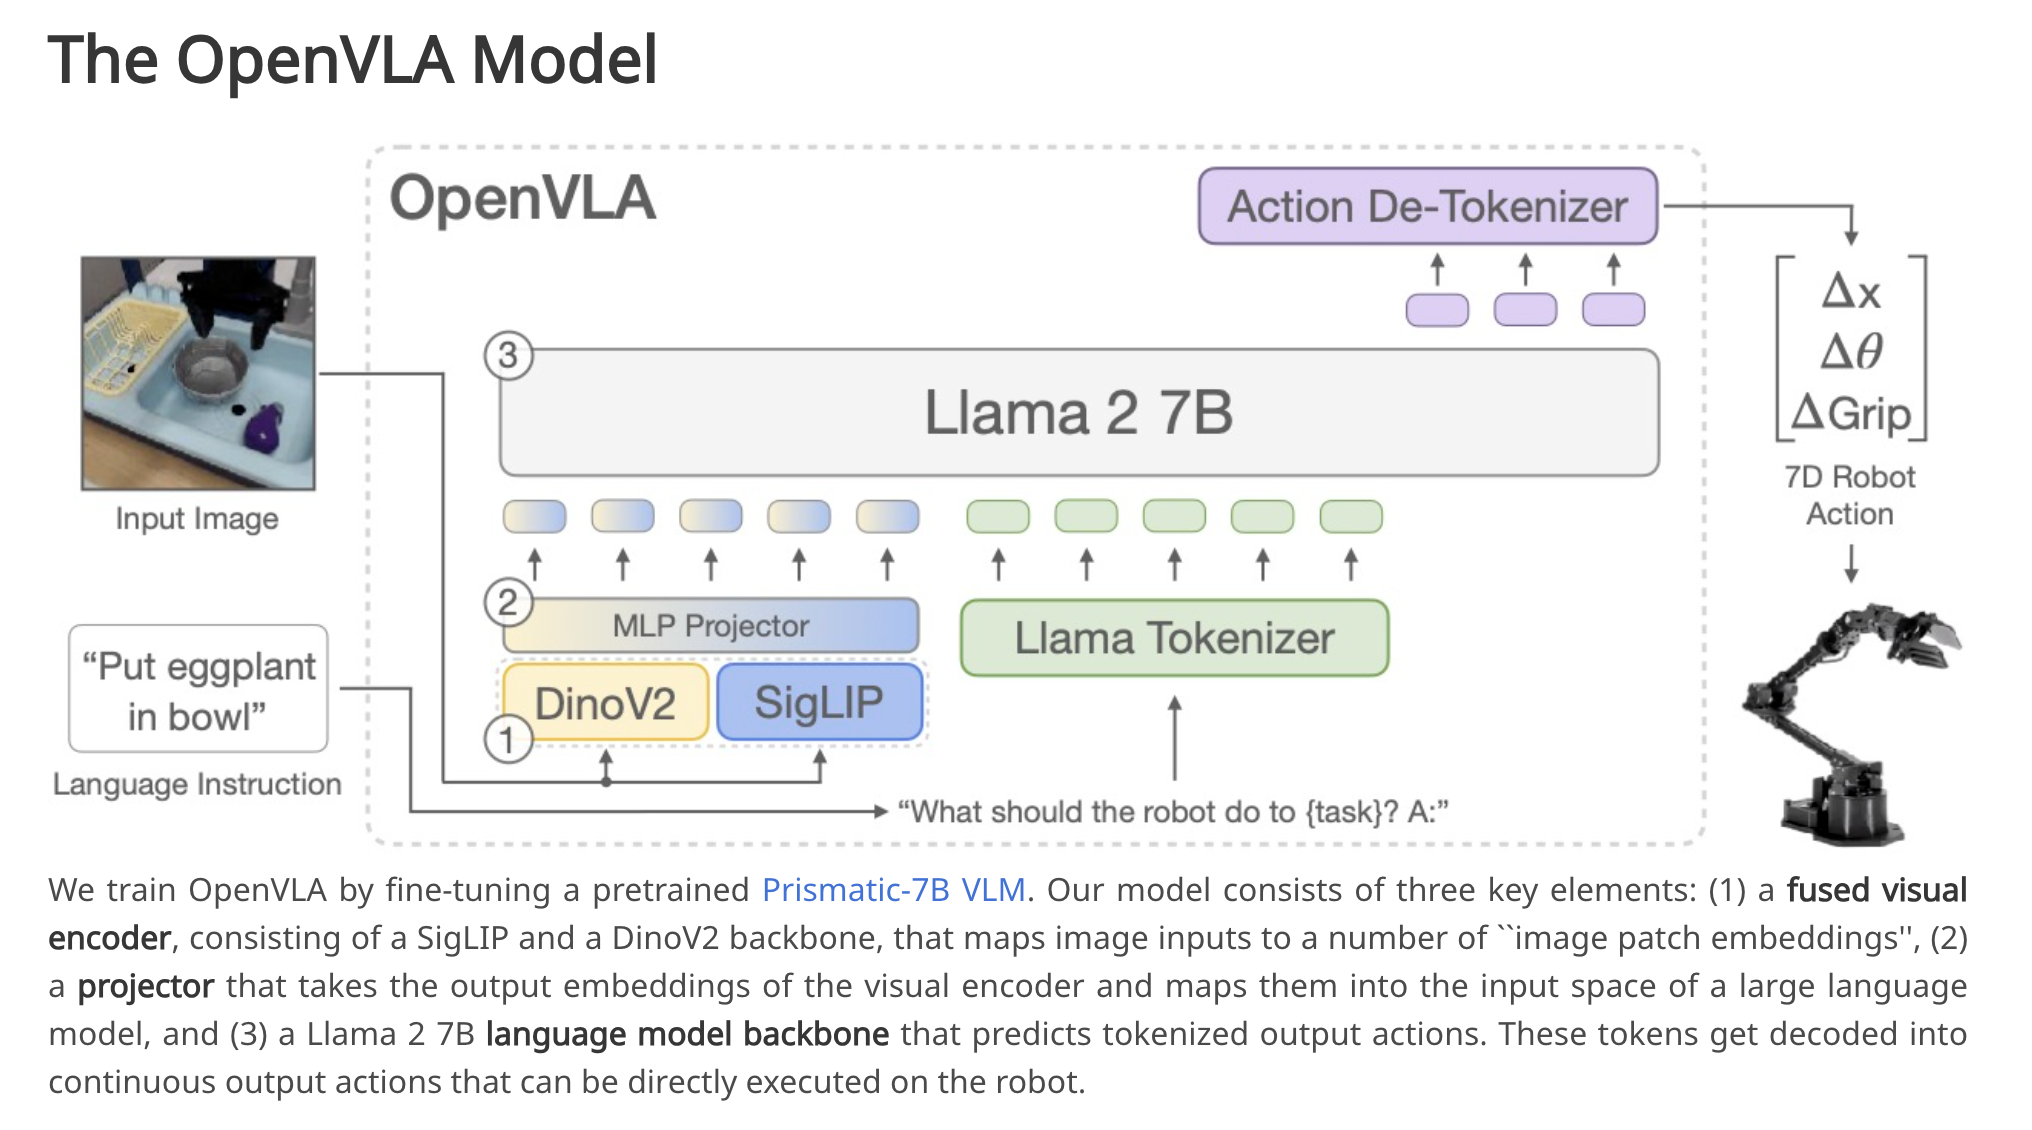 The OpenVLA Model
OpenVLA
Action De-Tokenizer
Δx
Δθ
ΔGrip
7D Robot
Action
3
Llama 2 7B
Input Image
2
MLP Projector
Llama Tokenizer
DinoV2
SigLIP
1
“Put eggplant
in bowl”
Language Instruction
“What should the robot do to {task}? A:”
We train OpenVLA by fine-tuning a pretrained Prismatic-7B VLM. Our model consists of three key elements: (1) a fused visual
encoder, consisting of a SigLIP and a DinoV2 backbone, that maps image inputs to a number of ``image patch embeddings'', (2)
a projector that takes the output embeddings of the visual encoder and maps them into the input space of a large language
model, and (3) a Llama 2 7B language model backbone that predicts tokenized output actions. These tokens get decoded into
continuous output actions that can be directly executed on the robot.